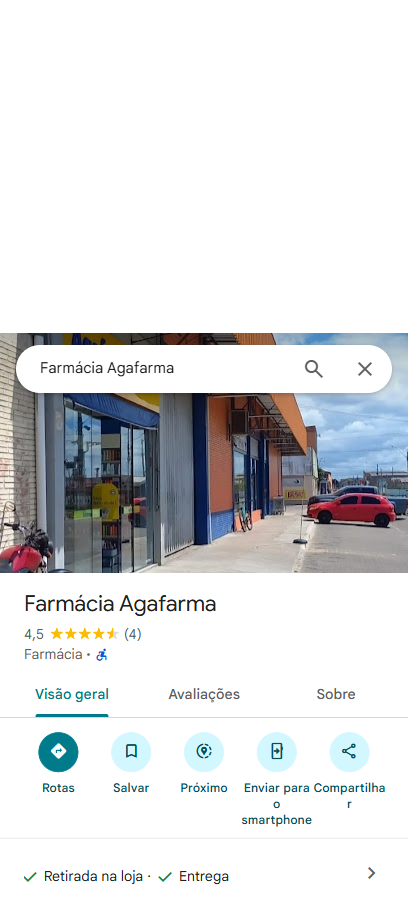 Farmácia Agafarma
Farmácia Agafarma
4,5 (4)
Farmácia ·
Visão geral Avaliações Sobre
Rotas Salvar Próximo Enviar para o smartphone Compartilhar
Retirada na loja · Entrega